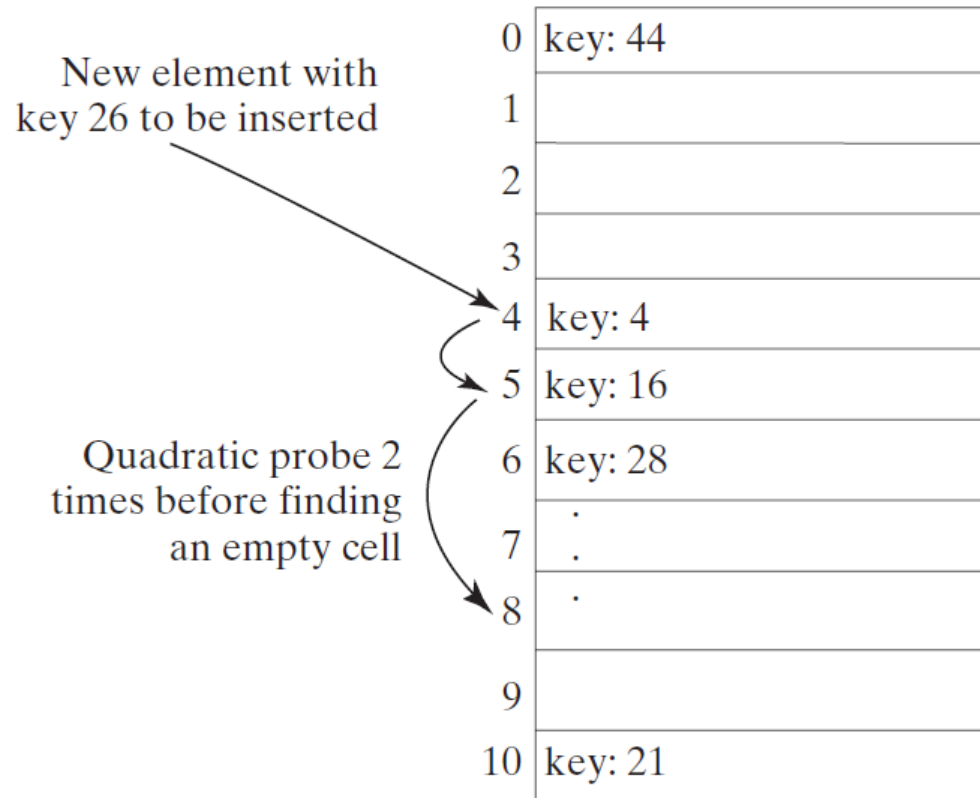 New element with
key 26 to be inserted
0 key: 44
1
2
3
4 key: 4
5 key: 16
Quadratic probe 2
times before finding
an empty cell
6 key: 28
7 .
.
8 .
9
10 key: 21